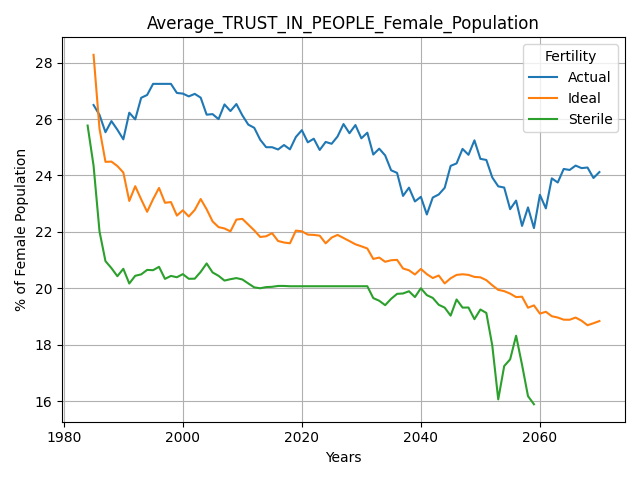 Average_TRUST_IN_PEOPLE_Female_Population
Fertility
Actual
Ideal
Sterile
% of Female Population
28
26
24
22
20
18
16
1980
2000
2020
2040
2060
Years